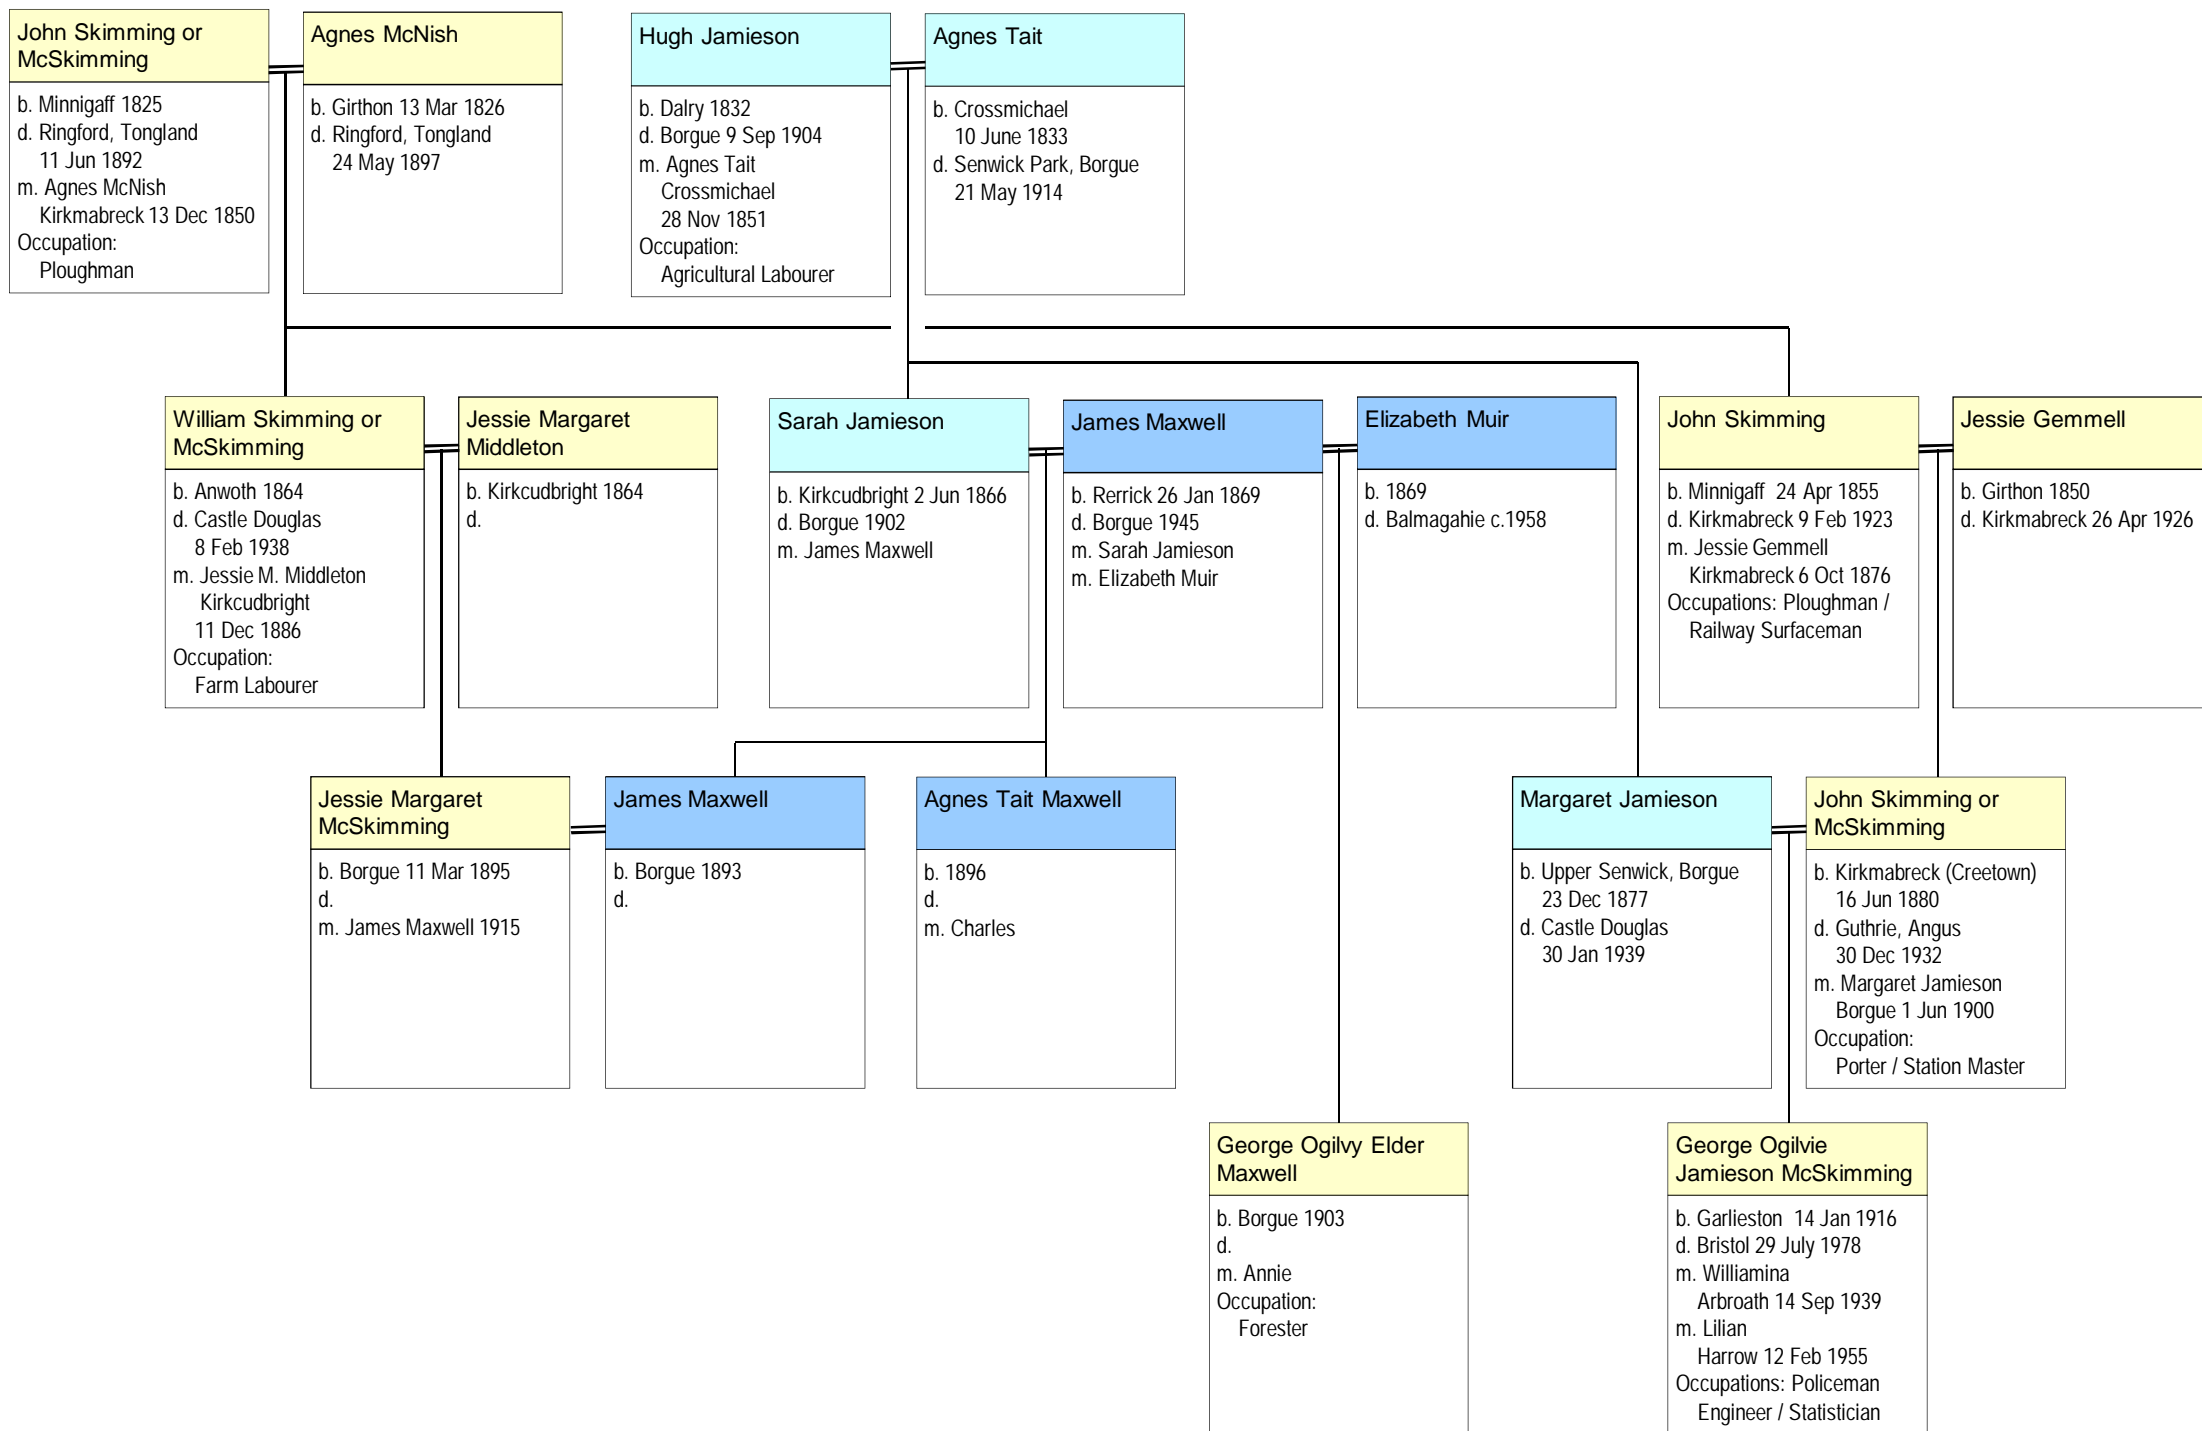 John Skimming or
McSkimming
b. Minnigaff 1825
d. Ringford, Tongland
11 Jun 1892
m. Agnes McNish
Kirkmabreck 13 Dec 1850
Occupation:
Ploughman
Agnes McNish
b. Girthon 13 Mar 1826
d. Ringford, Tongland
24 May 1897
Hugh Jamieson
b. Dalry 1832
d. Borgue 9 Sep 1904
m. Agnes Tait
Crossmichael
28 Nov 1851
Occupation:
Agricultural Labourer
Agnes Tait
b. Crossmichael
10 June 1833
d. Senwick Park, Borgue
21 May 1914
William Skimming or
McSkimming
b. Anwoth 1864
d. Castle Douglas
8 Feb 1938
m. Jessie M. Middleton
Kirkcudbright
11 Dec 1886
Occupation:
Farm Labourer
Jessie Margaret
Middleton
b. Kirkcudbright 1864
d.
Sarah Jamieson
b. Kirkcudbright 2 Jun 1866
d. Borgue 1902
m. James Maxwell
James Maxwell
b. Rerrick 26 Jan 1869
d. Borgue 1945
m. Sarah Jamieson
m. Elizabeth Muir
Elizabeth Muir
b. 1869
d. Balmagahie c.1958
John Skimming
b. Minnigaff 24 Apr 1855
d. Kirkmabreck 9 Feb 1923
m. Jessie Gemmell
Kirkmabreck 6 Oct 1876
Occupations: Ploughman /
Railway Surfaceman
Jessie Gemmell
b. Girthon 1850
d. Kirkmabreck 26 Apr 1926
Jessie Margaret
McSkimming
b. Borgue 11 Mar 1895
d.
m. James Maxwell 1915
James Maxwell
b. Borgue 1893
d.
Agnes Tait Maxwell
b. 1896
d.
m. Charles
Margaret Jamieson
b. Upper Senwick, Borgue
23 Dec 1877
d. Castle Douglas
30 Jan 1939
John Skimming or
McSkimming
b. Kirkmabreck (Creetown)
16 Jun 1880
d. Guthrie, Angus
30 Dec 1932
m. Margaret Jamieson
Borgue 1 Jun 1900
Occupation:
Porter / Station Master
George Ogilvy Elder
Maxwell
b. Borgue 1903
d.
m. Annie
Occupation:
Forester
George Ogilvie
Jamieson McSkimming
b. Garlieston 14 Jan 1916
d. Bristol 29 July 1978
m. Williamina
Arbroath 14 Sep 1939
m. Lilian
Harrow 12 Feb 1955
Occupations: Policeman
Engineer / Statistician